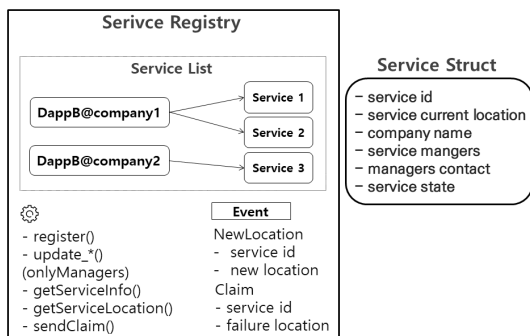 Serivce Registry
Service List
DappB@company1
DappB@company2
Service 1
Service 2
Service 3
- register()
- update_*()
(onlyManagers)
- getServiceInfo()
- getServiceLocation()
- sendClaim()
Event
NewLocation
- service id
- new location
Claim
- service id
- failure location
Service Struct
- service id
- service current location
- company name
- service mangers
- managers contact
- service state